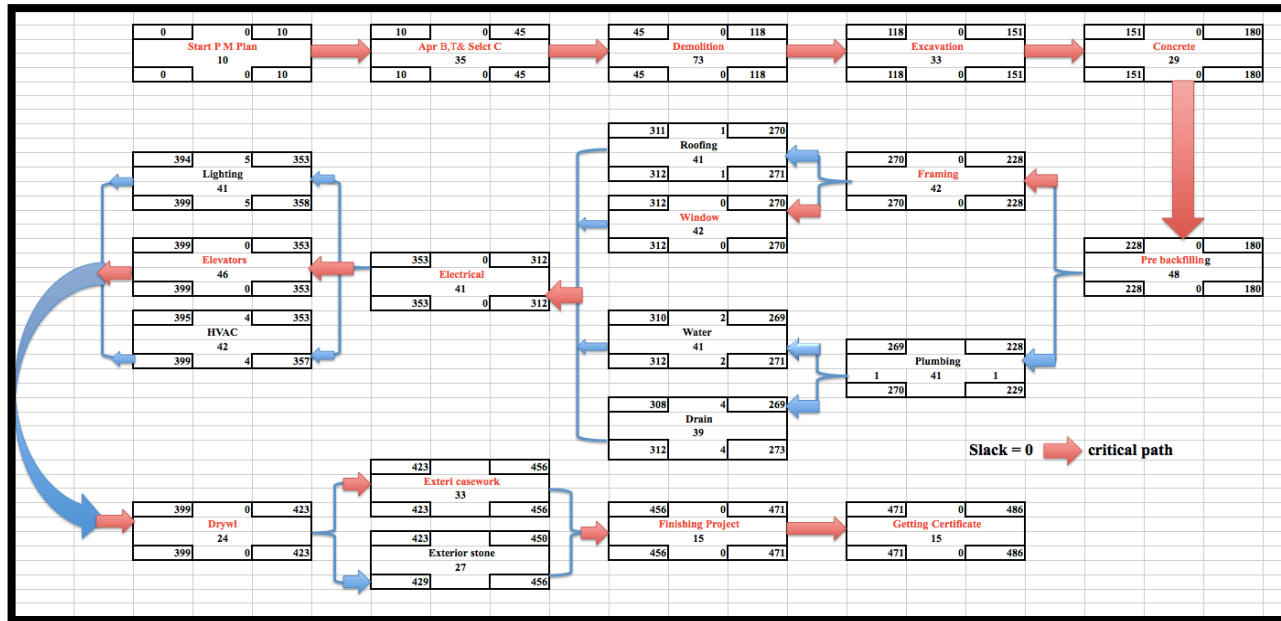 0 0 10
Start P M Plan
10
0 0 10
10 0 45
Apr B,T& Selct C
35
10 0 45
45 0 118
Demolition
73
45 0 118
118 0 151
Excavation
33
118 0 151
151 0 180
Concrete
29
151 0 180
394 5 353
Lighting
41
399 5 358
311 1 270
Roofing
41
312 1 271
270 0 228
Framing
42
270 0 228
312 0 270
Window
42
312 0 270
399 0 353
Elevators
46
399 0 353
353 0 312
Electrical
41
353 0 312
228 0 180
Pre backfilling
48
228 0 180
395 4 353
HVAC
42
399 4 357
310 2 269
Water
41
312 2 271
269 228
Plumbing
1 41 1
270 229
308 4 269
Drain
39
312 4 273
Slack = 0 critical path
423 456
Exteri casework
33
423 456
399 0 423
Drywl
24
399 0 423
423 450
Exterior stone
27
429 456
456 0 471
Finishing Project
15
456 0 471
471 0 486
Getting Certificate
15
471 0 486